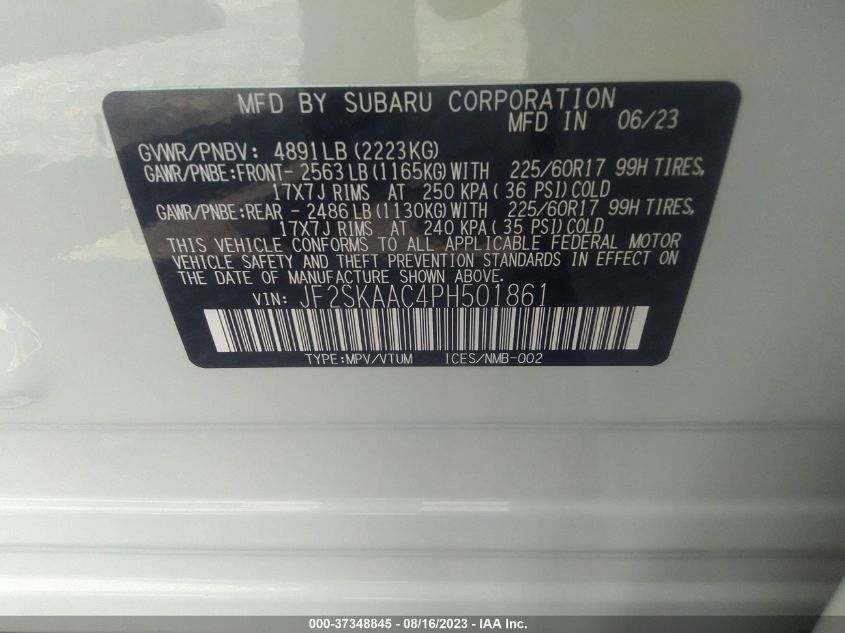 MFD BY SUBARU CORPORATION
MFD IN 06/23
GVWR/PNBV: 4891LB (2223KG)
GAWR/PNBE:FRONT- 2563 LB (1165KG) WITH 225/60R17 99H TIRES,
17X7J RIMS AT 250 KPA ( 36 PSI) COLD
GAWR/PNBE:REAR - 2486 LB (1130KG) WITH 225/60R17 99H TIRES,
17X7J RIMS AT 240 KPA ( 35 PSI) COLD
THIS VEHICLE CONFORMS TO ALL APPLICABLE FEDERAL MOTOR
VEHICLE SAFETY AND THEFT PREVENTION STANDARDS IN EFFECT ON
THE DATE OF MANUFACTURE SHOWN ABOVE.
VIN: JF2SKAAC4PH501861
TYPE:MPV/VTUM ICES/NMB-002
000-37348845 - 08/16/2023 - IAA Inc.